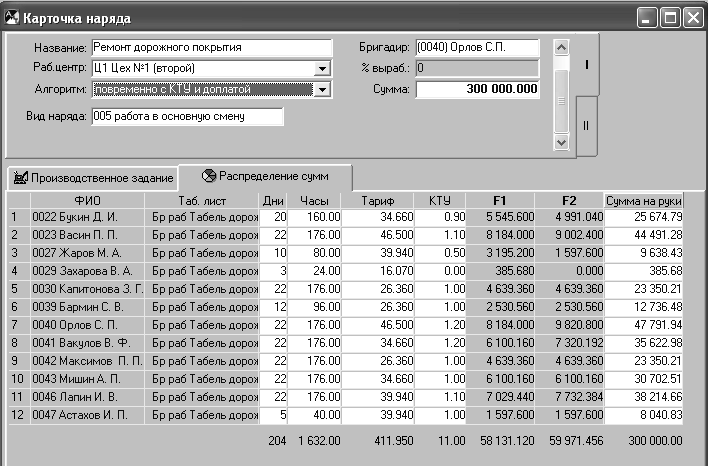 Карточка наряда
Название: Ремонт дорожного покрытия Бригадир: (0040) Орлов С.П.
Раб.центр: Ц1 Цех №1 (второй) % выраб.: 0
Алгоритм: повременно с КТУ и доплатой Сумма: 300 000.000
Вид наряда: 005 работа в основную смену
I
II
Производственное задание Распределение сумм
ФИО Таб. лист Дни Часы Тариф КТУ F1 F2 Сумма на руки
1 0022 Букин Д. И. Бр раб Табель дорож 20 160.00 34.660 0.90 5 545.600 4 991.040 25 674.79
2 0023 Васин П. П. Бр раб Табель дорож 22 176.00 46.500 1.10 8 184.000 9 002.400 44 491.28
3 0027 Жаров М. А. Бр раб Табель дорож 10 80.00 39.940 0.50 3 195.200 1 597.600 9 638.43
4 0029 Захарова В. А. Бр раб Табель дорож 3 24.00 16.070 0.00 385.680 0.000 385.68
5 0030 Капитонова З. Г. Бр раб Табель дорож 22 176.00 26.360 1.00 4 639.360 4 639.360 23 350.21
6 0039 Бармин С. В. Бр раб Табель дорож 12 96.00 26.360 1.00 2 530.560 2 530.560 12 736.48
7 0040 Орлов С. П. Бр раб Табель дорож 22 176.00 46.500 1.20 8 184.000 9 820.800 47 791.94
8 0041 Вакулов В. Ф. Бр раб Табель дорож 22 176.00 34.660 1.20 6 100.160 7 320.192 35 622.98
9 0042 Максимов П. П. Бр раб Табель дорож 22 176.00 26.360 1.00 4 639.360 4 639.360 23 350.21
10 0043 Мишин А. П. Бр раб Табель дорож 22 176.00 34.660 1.00 6 100.160 6 100.160 30 702.51
11 0046 Лапин И. В. Бр раб Табель дорож 22 176.00 39.940 1.10 7 029.440 7 732.384 38 214.66
12 0047 Астахов И. П. Бр раб Табель дорож 5 40.00 39.940 1.00 1 597.600 1 597.600 8 040.83
204 1 632.00 411.950 11.00 58 131.120 59 971.456 300 000.00